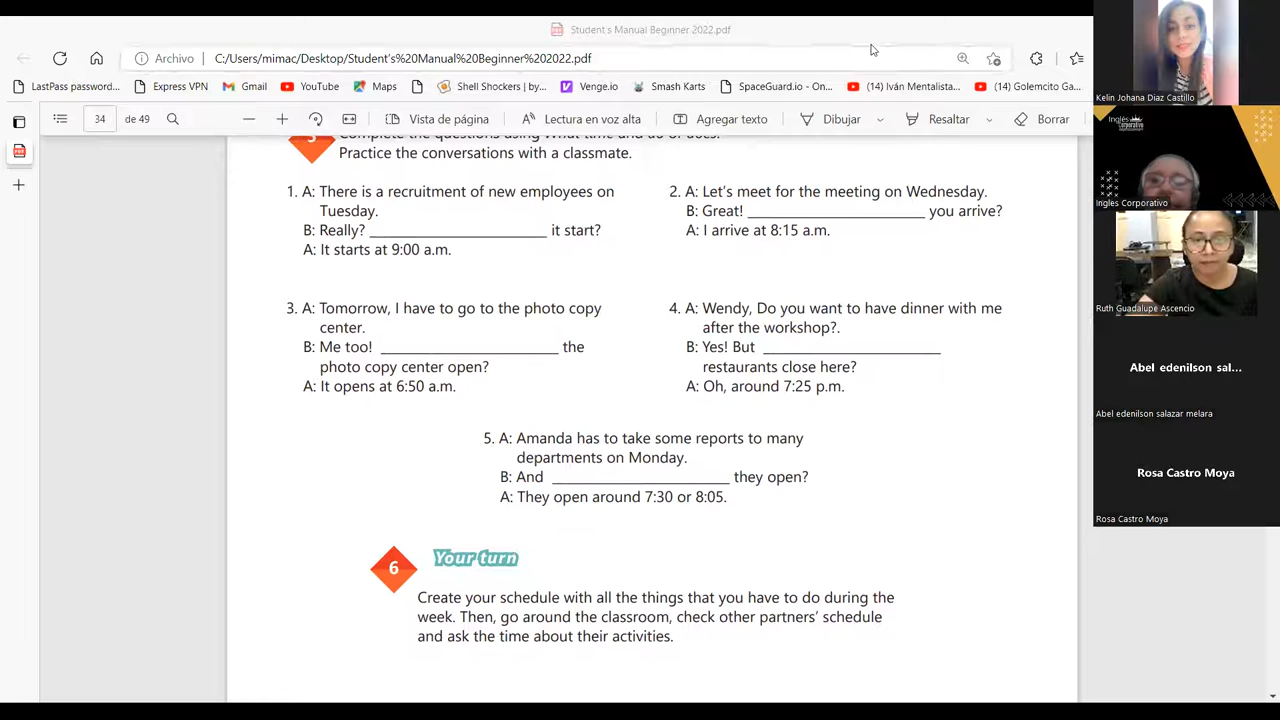 Student's Manual Beginner 2022.pdf
Archivo C:/Users/mimac/Desktop/Student's%20Manual%20Beginner%202022.pdf
LastPass password... Express VPN Gmail YouTube Maps Shell Shockers | by... Venge.io Smash Karts SpaceGuard.io - On... (14) Iván Mentalista... (14) Golemcito Ga...
34 de 49 Vista de página Lectura en voz alta Agregar texto Dibujar Resaltar Borrar
Practice the conversations with a classmate.
1. A: There is a recruitment of new employees on
Tuesday.
B: Really? ____________________ it start?
A: It starts at 9:00 a.m.
2. A: Let's meet for the meeting on Wednesday.
B: Great! ____________________ you arrive?
A: I arrive at 8:15 a.m.
3. A: Tomorrow, I have to go to the photo copy
center.
B: Me too! ____________________ the
photo copy center open?
A: It opens at 6:50 a.m.
4. A: Wendy, Do you want to have dinner with me
after the workshop?.
B: Yes! But ____________________
restaurants close here?
A: Oh, around 7:25 p.m.
5. A: Amanda has to take some reports to many
departments on Monday.
B: And ____________________ they open?
A: They open around 7:30 or 8:05.
6 Your turn
Create your schedule with all the things that you have to do during the
week. Then, go around the classroom, check other partners' schedule
and ask the time about their activities.
Kelin Johana Diaz Castillo
Inglés
Corporativo
Ingles Corporativo
Ruth Guadalupe Ascencio
Abel edenilson sal...
Abel edenilson salazar melara
Rosa Castro Moya
Rosa Castro Moya